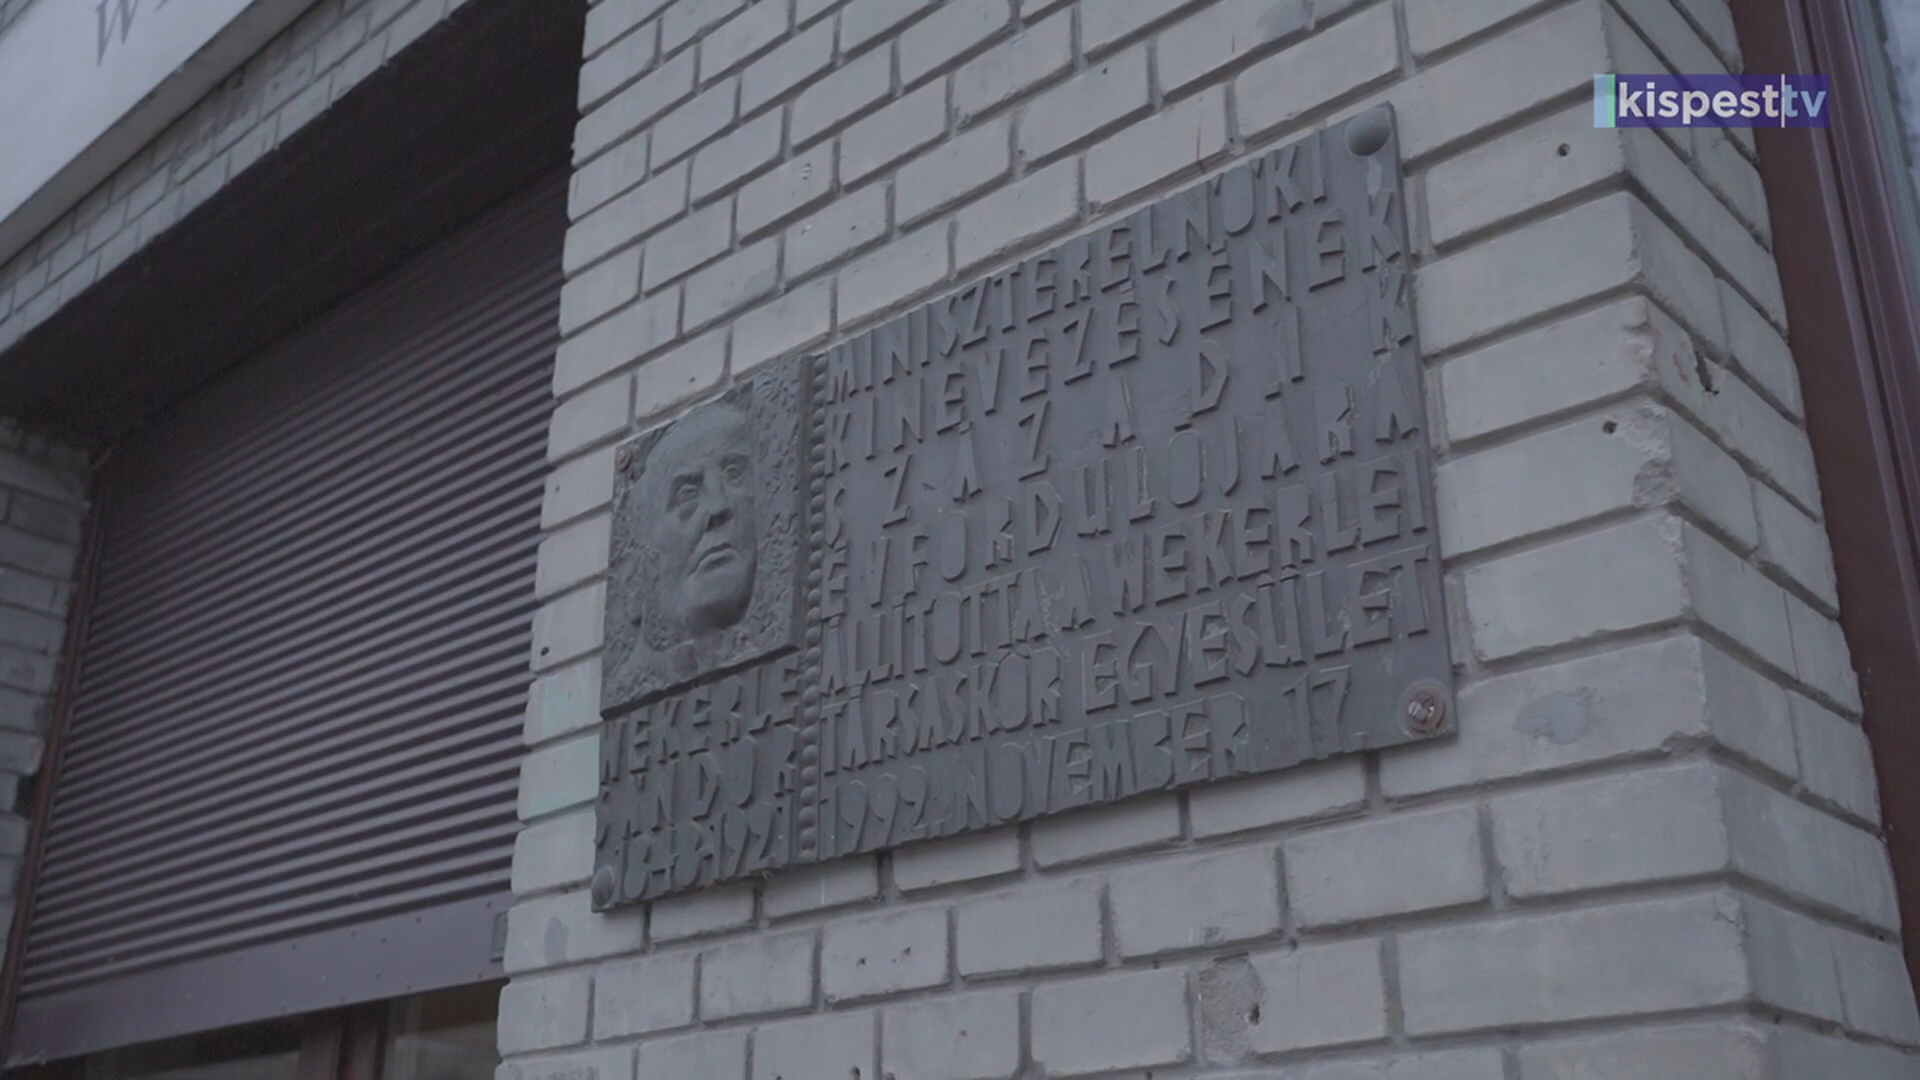 kispest tv
MINISZTERELNÖKI
KINEVEZÉSÉNEK
SZÁZADIK
ÉVFORDULÓJÁRA
ÁLLÍTOTTA A WEKERLEI
TÁRSASKÖR EGYESÜLET
1992. NOVEMBER 17.
WEKERLE
SÁNDOR
1848-1921